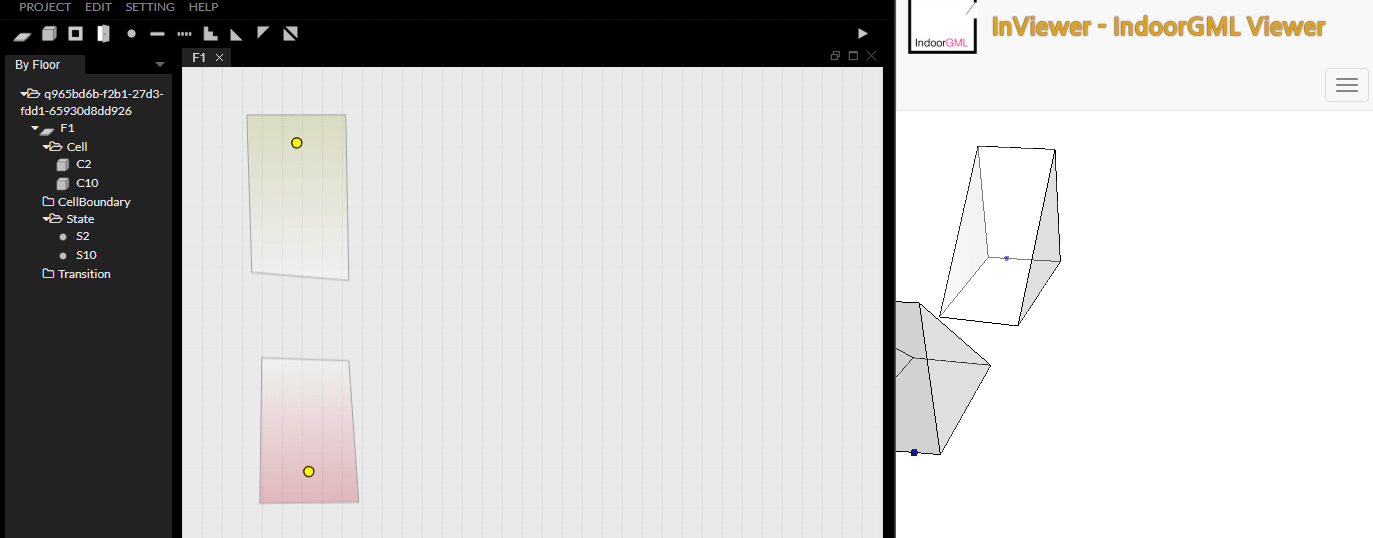 PROJECT EDIT SETTING HELP
By Floor
F1
q965bd6b-f2b1-27d3-
fdd1-65930d8dd926
F1
Cell
C2
C10
CellBoundary
State
S2
S10
Transition
IndoorGML
InViewer - IndoorGML Viewer